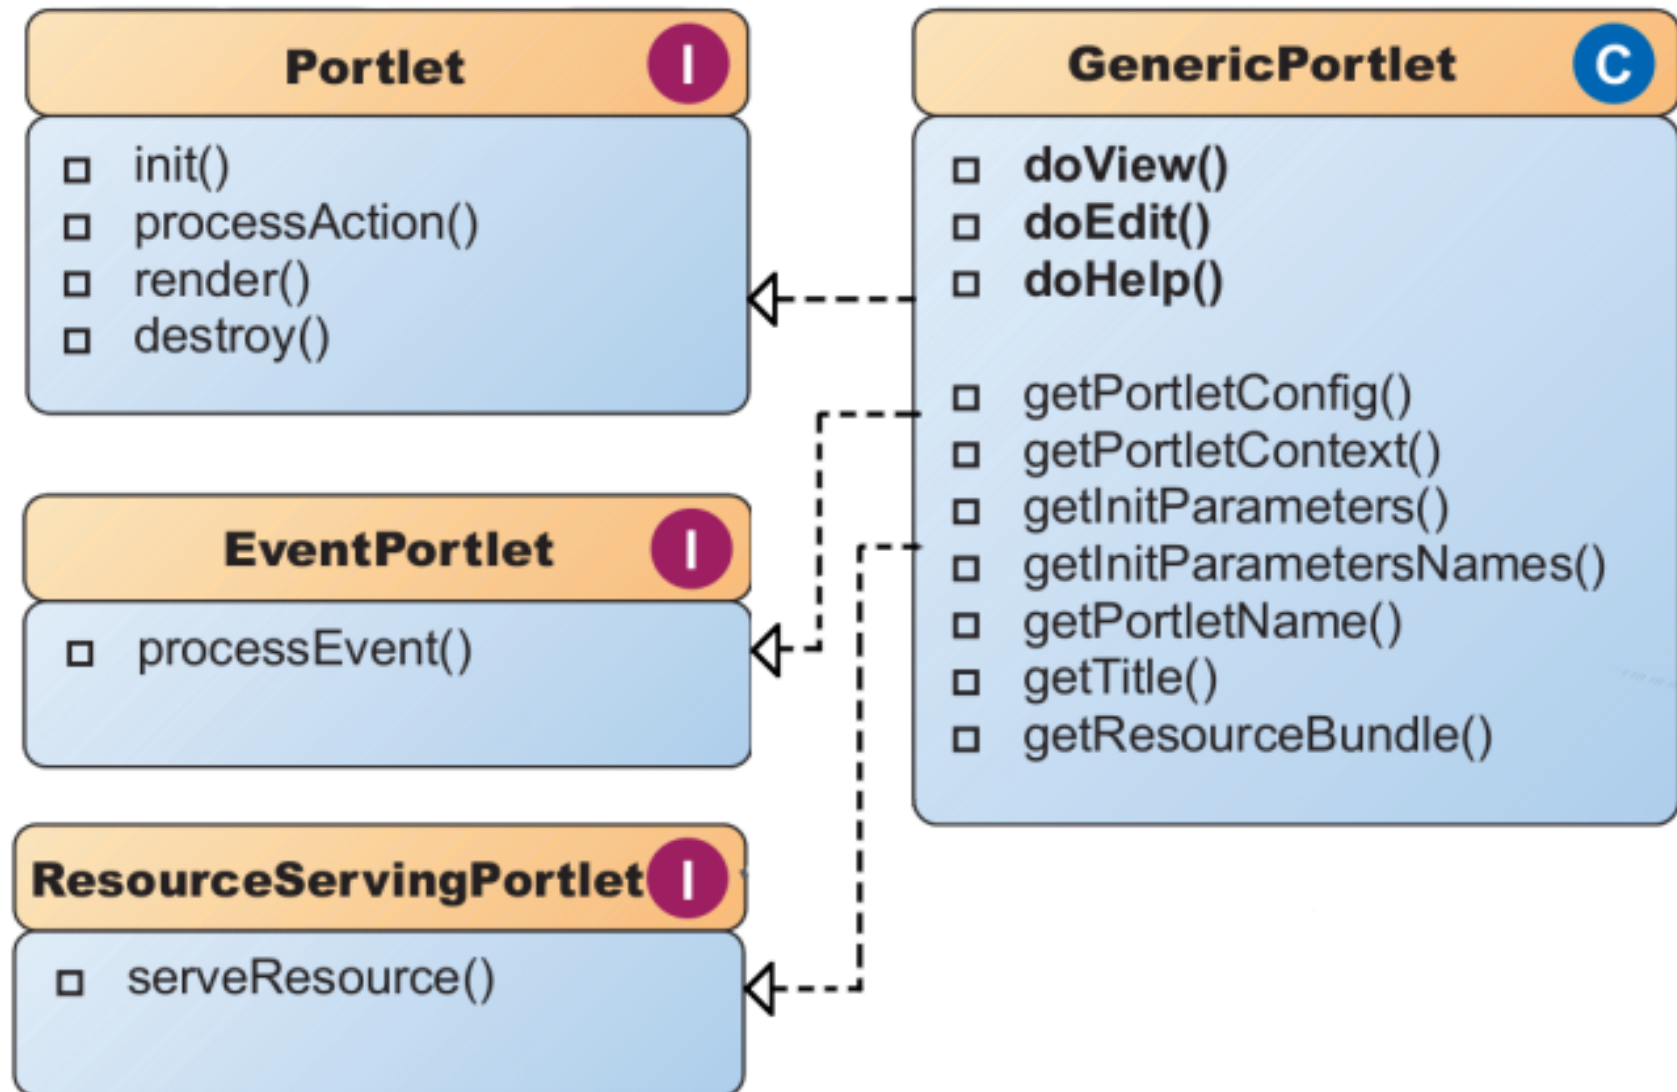 Portlet I
init()
processAction()
render()
destroy()
EventPortlet I
processEvent()
ResourceServingPortlet I
serveResource()
GenericPortlet C
doView()
doEdit()
doHelp()
getPortletConfig()
getPortletContext()
getInitParameters()
getInitParametersNames()
getPortletName()
getTitle()
getResourceBundle()